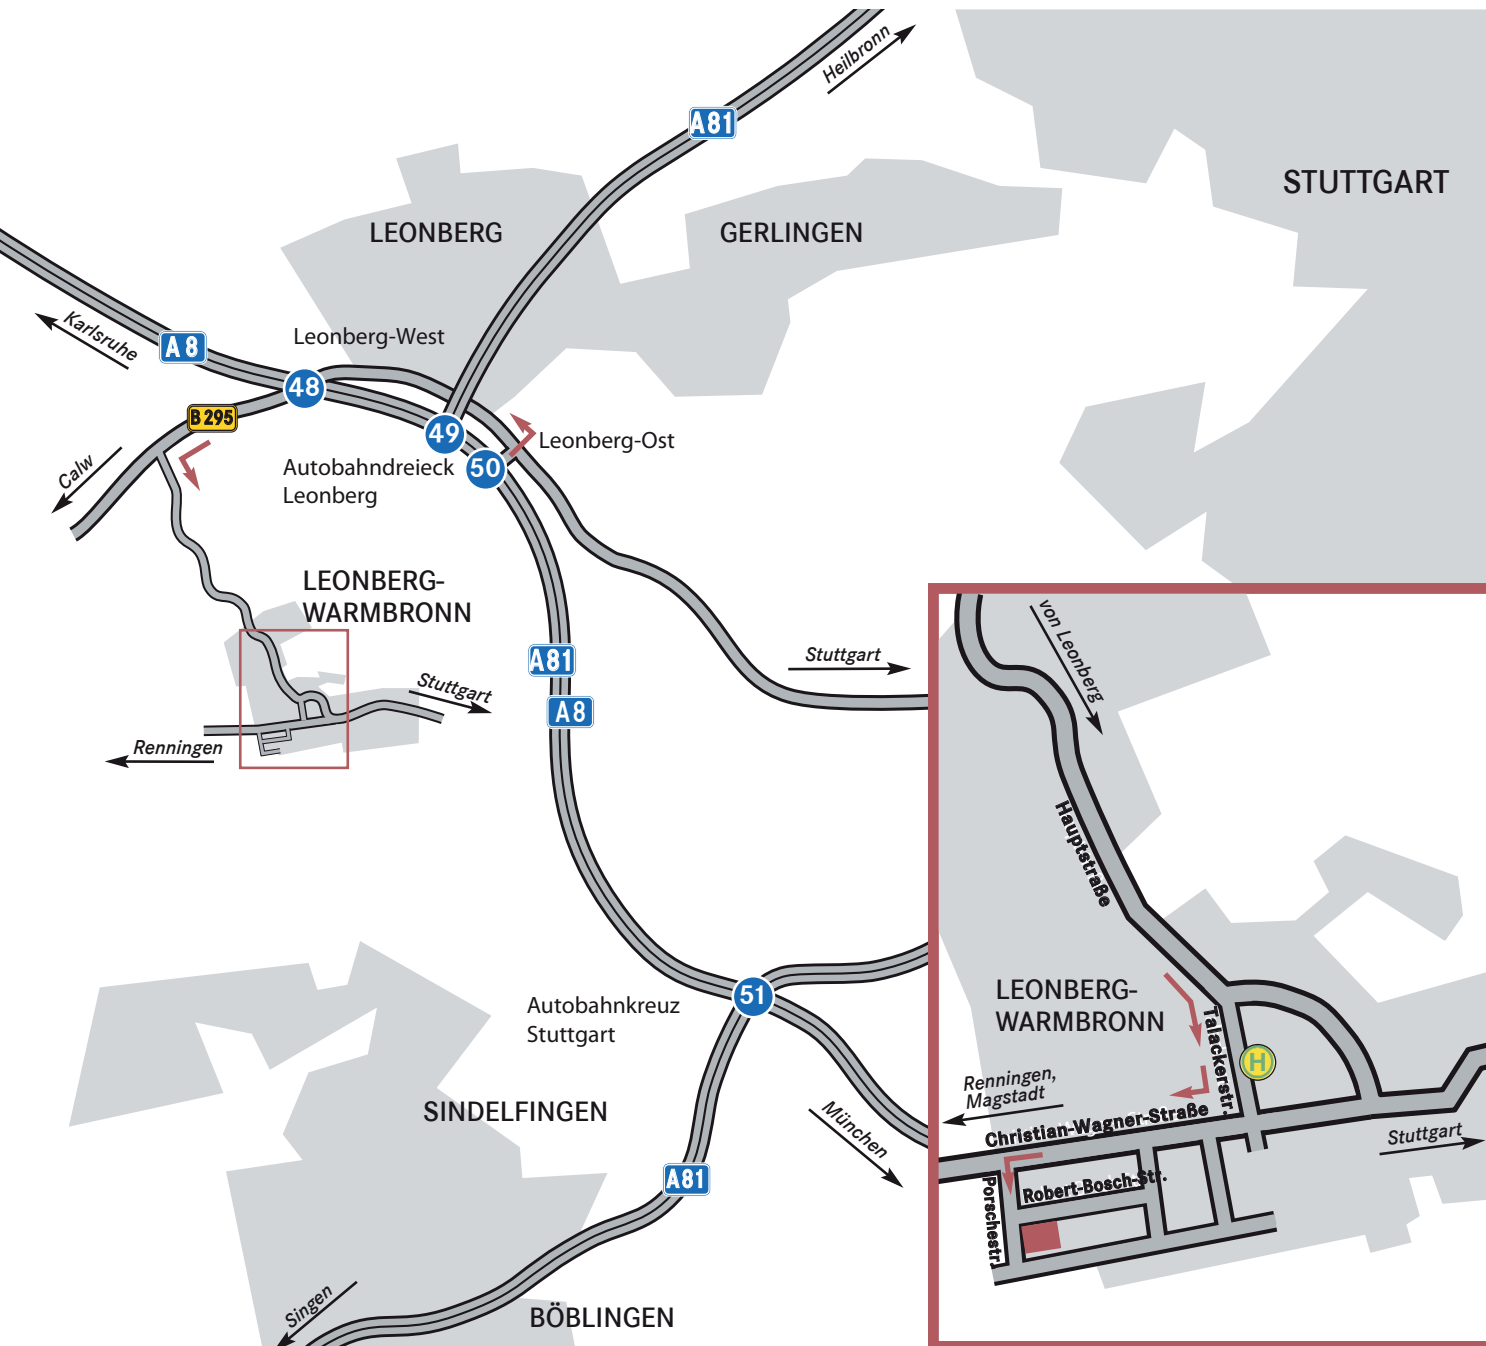 Heilbronn
A81
STUTTGART
LEONBERG
GERLINGEN
Karlsruhe
A 8
Leonberg-West
48
B 295
49
Leonberg-Ost
Calw
Autobahndreieck
Leonberg
50
LEONBERG-
WARMBRONN
A81
Stuttgart
Stuttgart
A 8
Renningen
von Leonberg
Hauptstraße
Autobahnkreuz
Stuttgart
51
LEONBERG-
WARMBRONN
Talackerstr.
H
Renningen,
Magstadt
Christian-Wagner-Straße
Stuttgart
SINDELFINGEN
München
A81
Porschestr.
Robert-Bosch-Str.
Singen
BÖBLINGEN